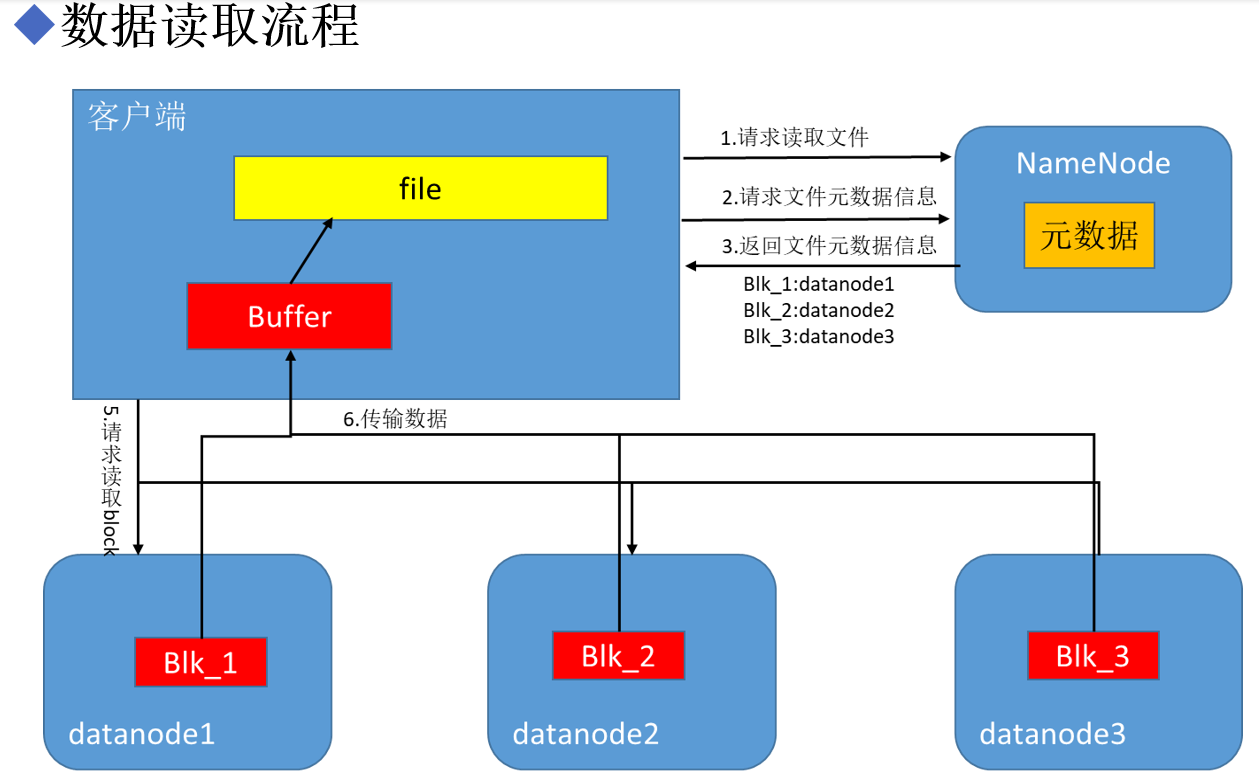 数据读取流程
客户端
file
Buffer
1.请求读取文件
2.请求文件元数据信息
3.返回文件元数据信息
Blk_1:datanode1
Blk_2:datanode2
Blk_3:datanode3
NameNode
元数据
5.请求读取block
6.传输数据
Blk_1
datanode1
Blk_2
datanode2
Blk_3
datanode3